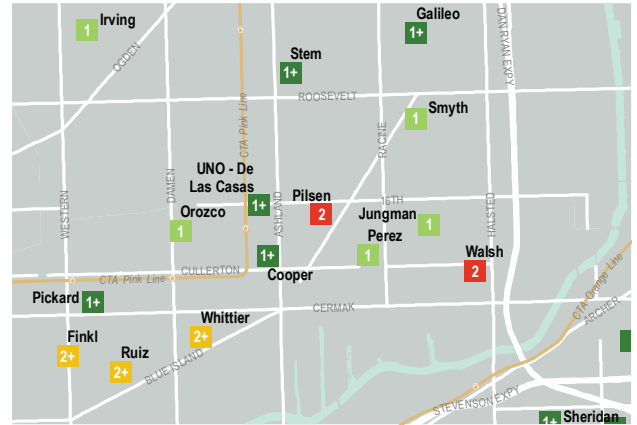 Irving
1
OGDEN
Galileo
1+
DAN RYAN EXPY
Stem
1+
CTA Pink Line
ROOSEVELT
Smyth
1
RACINE
UNO - De
Las Casas
1+
Pilsen
2
16TH
WESTERN
DAMEN
ASHLAND
HALSTED
Orozco
1
Jungman
1
Perez
1
Walsh
2
CULLERTON
1+
Cooper
CTA Pink Line
Pickard
1+
CERMAK
CTA Orange Line
ARCHER
Finkl
2+
Ruiz
2+
Whittier
2+
BLUE ISLAND
STEVENSON EXPY
1+
Sheridan